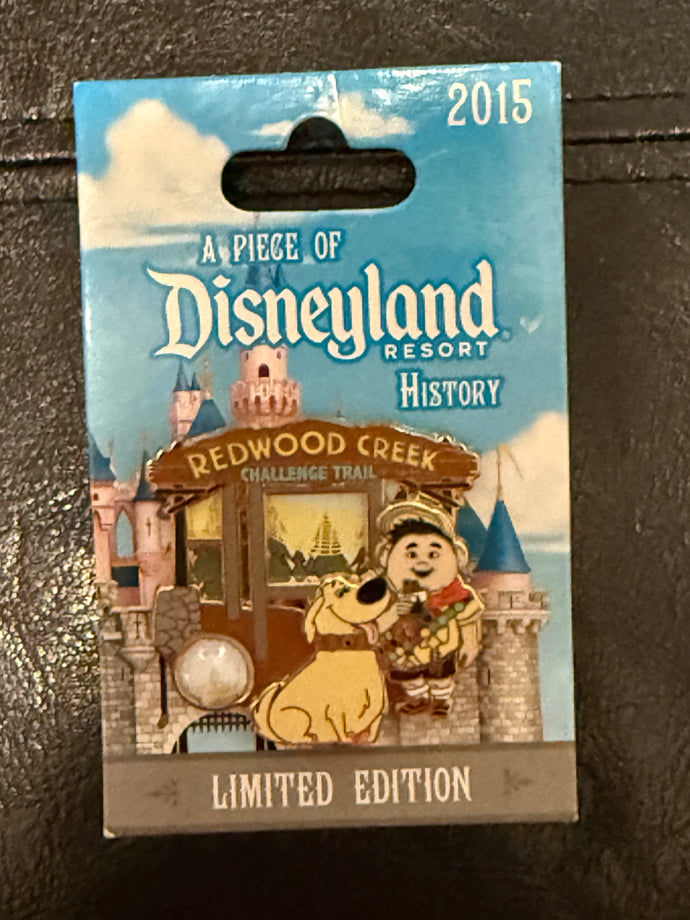 2015
A PIECE OF
Disneyland
RESORT
HISTORY
REDWOOD CREEK
CHALLENGE TRAIL
LIMITED EDITION